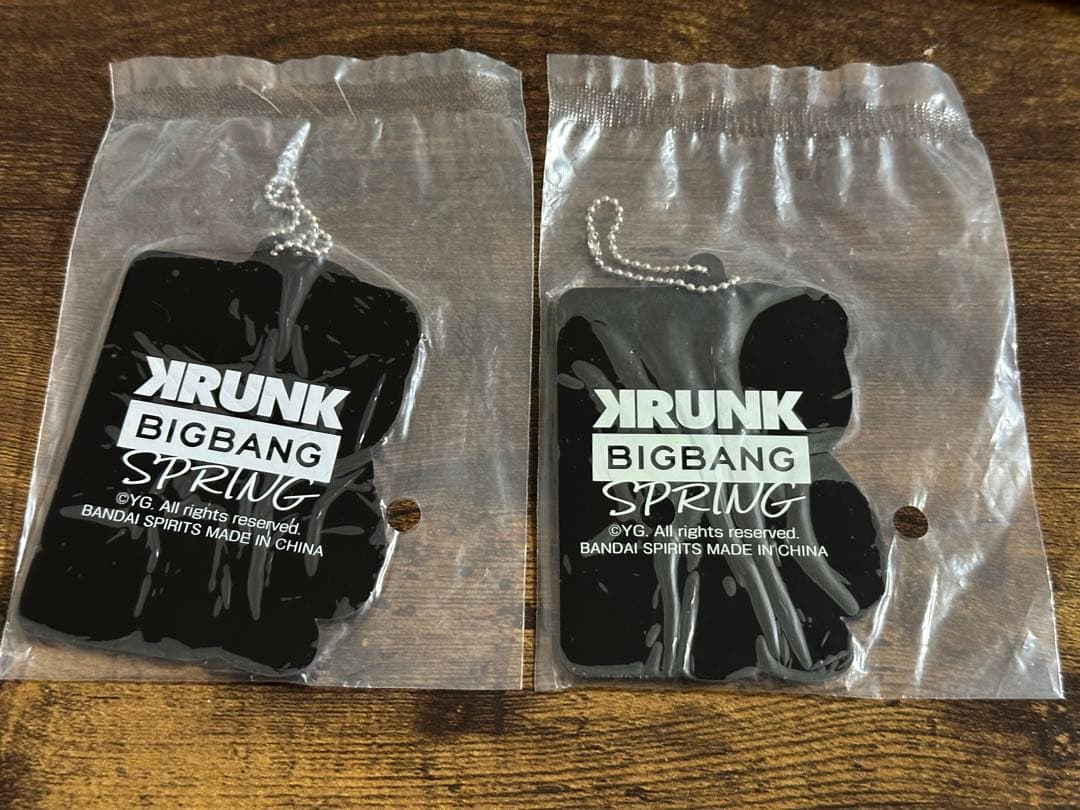 KRUNK
BIGBANG
SPRING
©YG. All rights reserved.
BANDAI SPIRITS MADE IN CHINA
KRUNK
BIGBANG
SPRING
©YG. All rights reserved.
BANDAI SPIRITS MADE IN CHINA